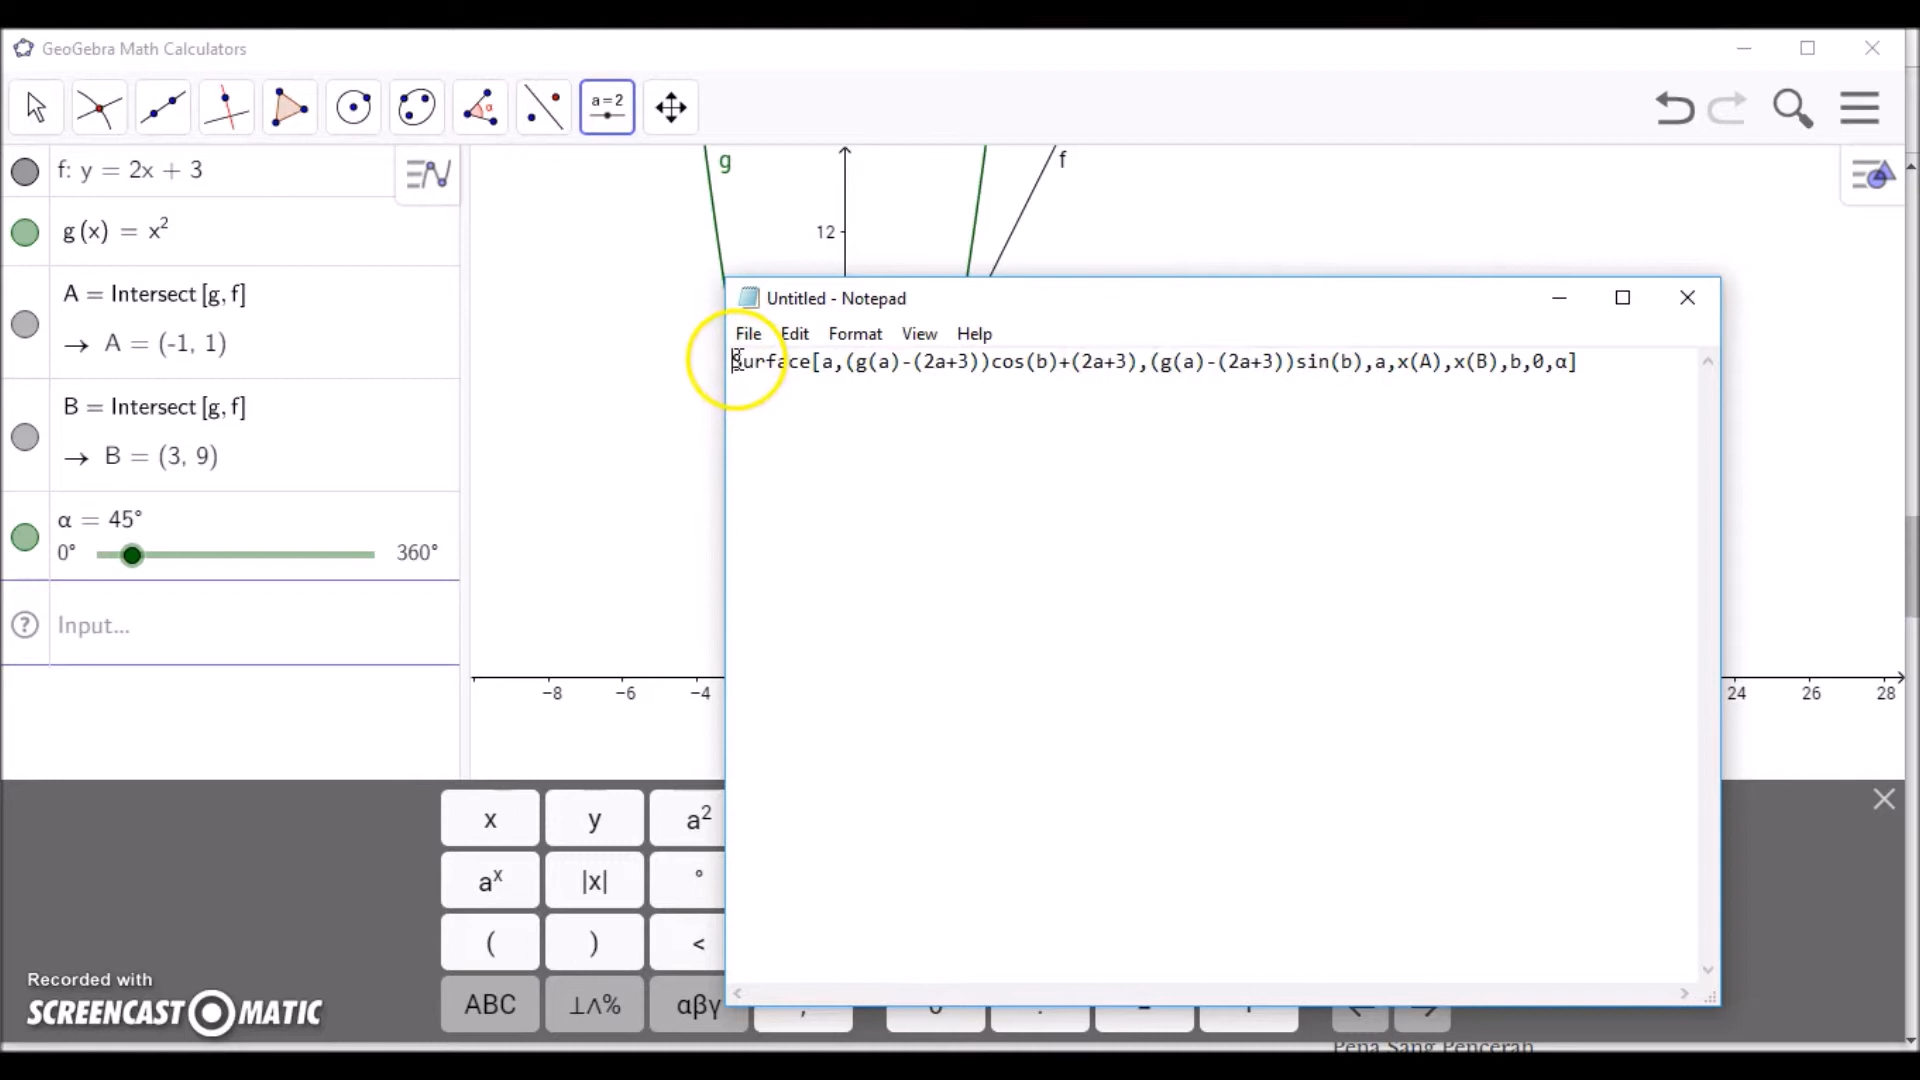 GeoGebra Math Calculators
a=2
f: y = 2x + 3
g(x) = x²
A = Intersect[g, f]
→ A = (-1, 1)
B = Intersect[g, f]
→ B = (3, 9)
α = 45°
0° 360°
Input...
g
f
12
-8 -6 -4
24 26 28
Untitled - Notepad
File Edit Format View Help
Surface[a,(g(a)-(2a+3))cos(b)+(2a+3),(g(a)-(2a+3))sin(b),a,x(A),x(B),b,0,α]
x y a²
aˣ |x| °
( ) <
ABC ⊥∧% αβγ
Recorded with
SCREENCAST MATIC
Pena Sang Pencerah